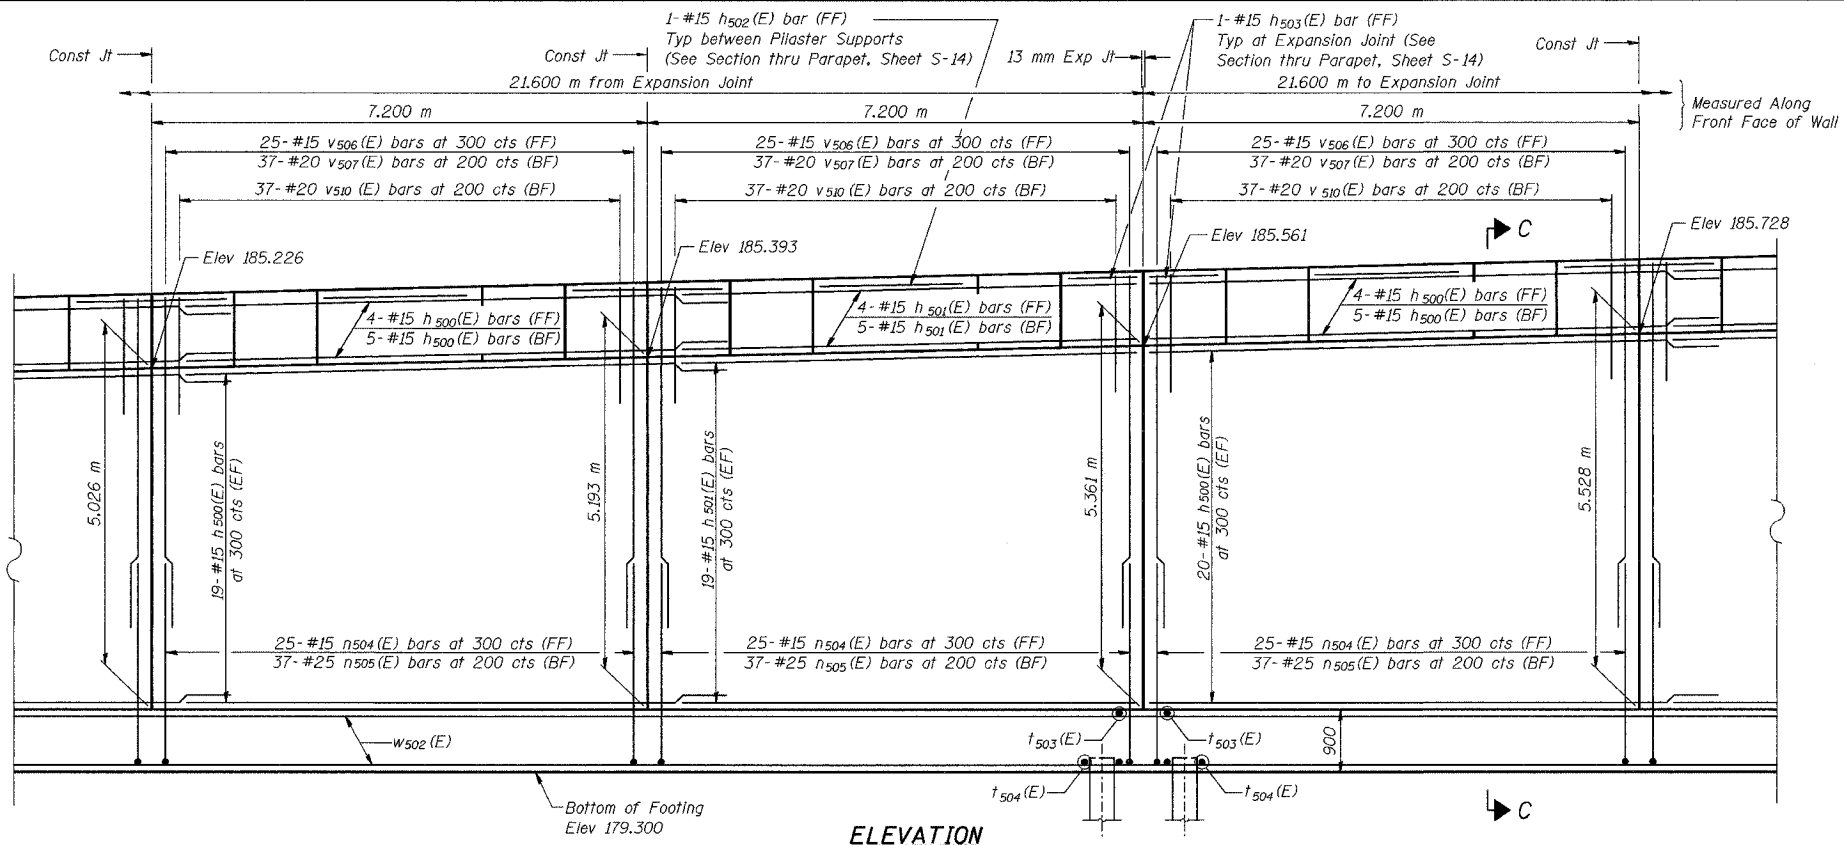 1-#15 h502(E) bar (FF)
Typ between Pilaster Supports
(See Section thru Parapet, Sheet S-14)
1-#15 h503(E) bar (FF)
Typ at Expansion Joint (See
Section thru Parapet, Sheet S-14)
Const Jt
Const Jt
13 mm Exp Jt
Const Jt
21.600 m from Expansion Joint
21.600 m to Expansion Joint
7.200 m
7.200 m
7.200 m
Measured Along
Front Face of Wall
25-#15 v506(E) bars at 300 cts (FF)
37-#20 v507(E) bars at 200 cts (BF)
37-#20 v510 (E) bars at 200 cts (BF)
25-#15 v506(E) bars at 300 cts (FF)
37-#20 v507(E) bars at 200 cts (BF)
37-#20 v510 (E) bars at 200 cts (BF)
25-#15 v506(E) bars at 300 cts (FF)
37-#20 v507(E) bars at 200 cts (BF)
37-#20 v 510 (E) bars at 200 cts (BF)
C
Elev 185.226
Elev 185.393
Elev 185.561
Elev 185.728
4-#15 h500(E) bars (FF)
5-#15 h500(E) bars (BF)
4-#15 h501(E) bars (FF)
5-#15 h501(E) bars (BF)
4-#15 h500(E) bars (FF)
5-#15 h500(E) bars (BF)
5.026 m
19-#15 h500(E) bars
at 300 cts (EF)
5.193 m
19-#15 h501(E) bars
at 300 cts (EF)
5.361 m
20-#15 h500(E) bars
at 300 cts (EF)
5.528 m
25-#15 n504(E) bars at 300 cts (FF)
37-#25 n505(E) bars at 200 cts (BF)
25-#15 n504(E) bars at 300 cts (FF)
37-#25 n505(E) bars at 200 cts (BF)
25-#15 n504(E) bars at 300 cts (FF)
37-#25 n505(E) bars at 200 cts (BF)
w502(E)
t503(E)
t503(E)
900
t504(E)
t504(E)
Bottom of Footing
Elev 179.300
C
ELEVATION